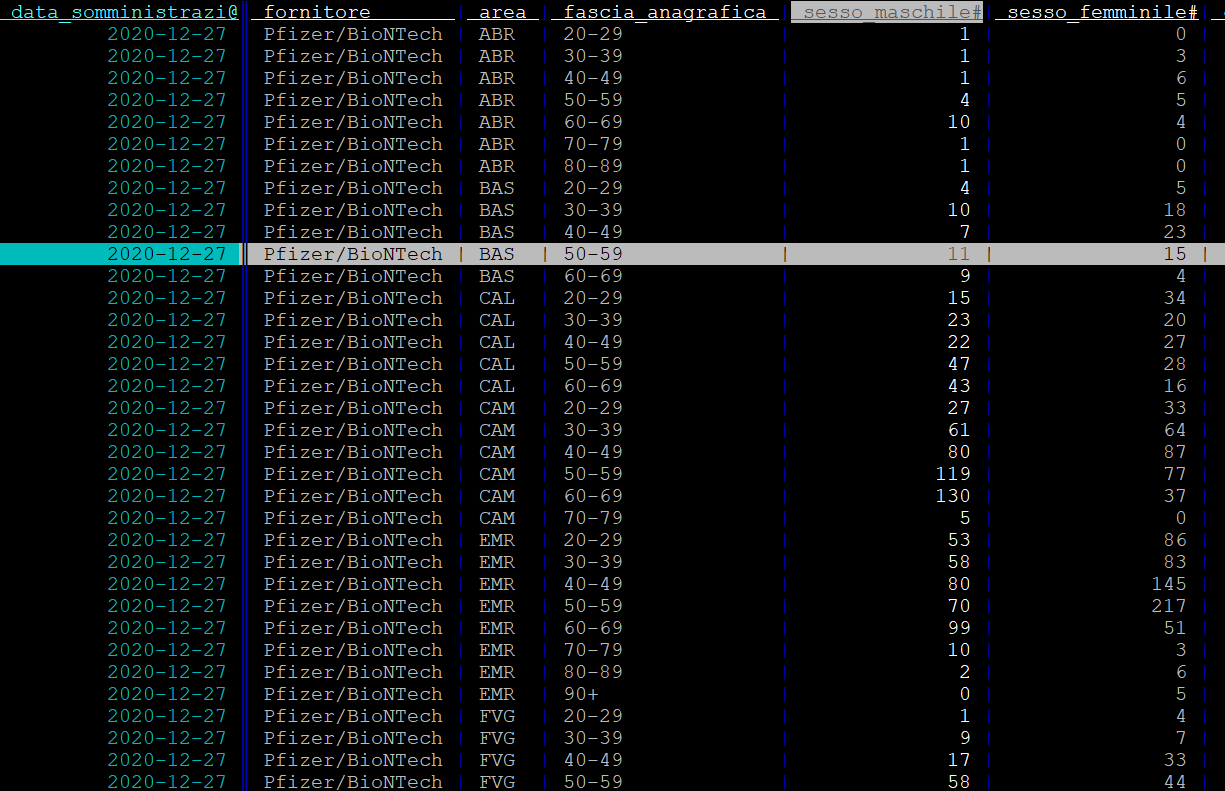 data_somministrazi@ fornitore area fascia_anagrafica sesso_maschile# sesso_femminile#
2020-12-27 Pfizer/BioNTech | ABR | 20-29 | 1 | 0 |
2020-12-27 Pfizer/BioNTech | ABR | 30-39 | 1 | 3 |
2020-12-27 Pfizer/BioNTech | ABR | 40-49 | 1 | 6 |
2020-12-27 Pfizer/BioNTech | ABR | 50-59 | 4 | 5 |
2020-12-27 Pfizer/BioNTech | ABR | 60-69 | 10 | 4 |
2020-12-27 Pfizer/BioNTech | ABR | 70-79 | 1 | 0 |
2020-12-27 Pfizer/BioNTech | ABR | 80-89 | 1 | 0 |
2020-12-27 Pfizer/BioNTech | BAS | 20-29 | 4 | 5 |
2020-12-27 Pfizer/BioNTech | BAS | 30-39 | 10 | 18 |
2020-12-27 Pfizer/BioNTech | BAS | 40-49 | 7 | 23 |
2020-12-27 Pfizer/BioNTech | BAS | 50-59 | 11 | 15 |
2020-12-27 Pfizer/BioNTech | BAS | 60-69 | 9 | 4 |
2020-12-27 Pfizer/BioNTech | CAL | 20-29 | 15 | 34 |
2020-12-27 Pfizer/BioNTech | CAL | 30-39 | 23 | 20 |
2020-12-27 Pfizer/BioNTech | CAL | 40-49 | 22 | 27 |
2020-12-27 Pfizer/BioNTech | CAL | 50-59 | 47 | 28 |
2020-12-27 Pfizer/BioNTech | CAL | 60-69 | 43 | 16 |
2020-12-27 Pfizer/BioNTech | CAM | 20-29 | 27 | 33 |
2020-12-27 Pfizer/BioNTech | CAM | 30-39 | 61 | 64 |
2020-12-27 Pfizer/BioNTech | CAM | 40-49 | 80 | 87 |
2020-12-27 Pfizer/BioNTech | CAM | 50-59 | 119 | 77 |
2020-12-27 Pfizer/BioNTech | CAM | 60-69 | 130 | 37 |
2020-12-27 Pfizer/BioNTech | CAM | 70-79 | 5 | 0 |
2020-12-27 Pfizer/BioNTech | EMR | 20-29 | 53 | 86 |
2020-12-27 Pfizer/BioNTech | EMR | 30-39 | 58 | 83 |
2020-12-27 Pfizer/BioNTech | EMR | 40-49 | 80 | 145 |
2020-12-27 Pfizer/BioNTech | EMR | 50-59 | 70 | 217 |
2020-12-27 Pfizer/BioNTech | EMR | 60-69 | 99 | 51 |
2020-12-27 Pfizer/BioNTech | EMR | 70-79 | 10 | 3 |
2020-12-27 Pfizer/BioNTech | EMR | 80-89 | 2 | 6 |
2020-12-27 Pfizer/BioNTech | EMR | 90+ | 0 | 5 |
2020-12-27 Pfizer/BioNTech | FVG | 20-29 | 1 | 4 |
2020-12-27 Pfizer/BioNTech | FVG | 30-39 | 9 | 7 |
2020-12-27 Pfizer/BioNTech | FVG | 40-49 | 17 | 33 |
2020-12-27 Pfizer/BioNTech | FVG | 50-59 | 58 | 44 |